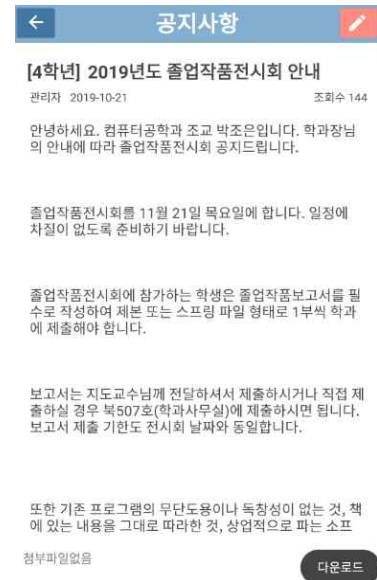 공지사항
[4학년] 2019년도 졸업작품전시회 안내
관리자 2019-10-21 조회수 144
안녕하세요. 컴퓨터공학과 조교 박조은입니다. 학과장님
의 안내에 따라 졸업작품전시회 공지드립니다.
졸업작품전시회를 11월 21일 목요일에 합니다. 일정에
차질이 없도록 준비하기 바랍니다.
졸업작품전시회에 참가하는 학생은 졸업작품보고서를 필
수로 작성하여 제본 또는 스프링 파일 형태로 1부씩 학과
에 제출해야 합니다.
보고서는 지도교수님께 전달하셔서 제출하시거나 직접 제
출하실 경우 북507호(학과사무실)에 제출하시면 됩니다.
보고서 제출 기한도 전시회 날짜와 동일합니다.
또한 기존 프로그램의 무단도용이나 독창성이 없는 것, 책
에 있는 내용을 그대로 따라한 것, 상업적으로 파는 소프
첨부파일없음
다운로드